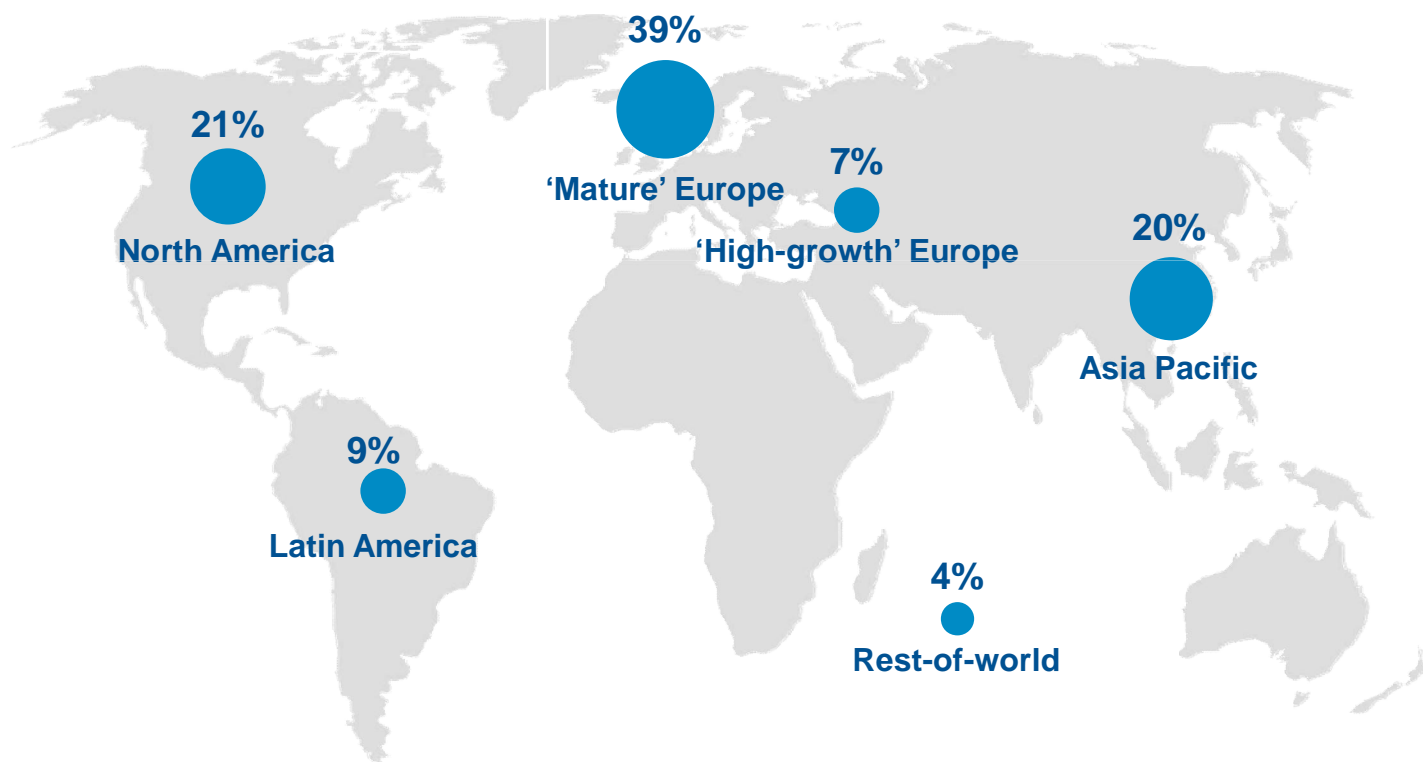 39%
‘Mature’ Europe
21%
North America
7%
‘High-growth’ Europe
20%
Asia Pacific
9%
Latin America
4%
Rest-of-world